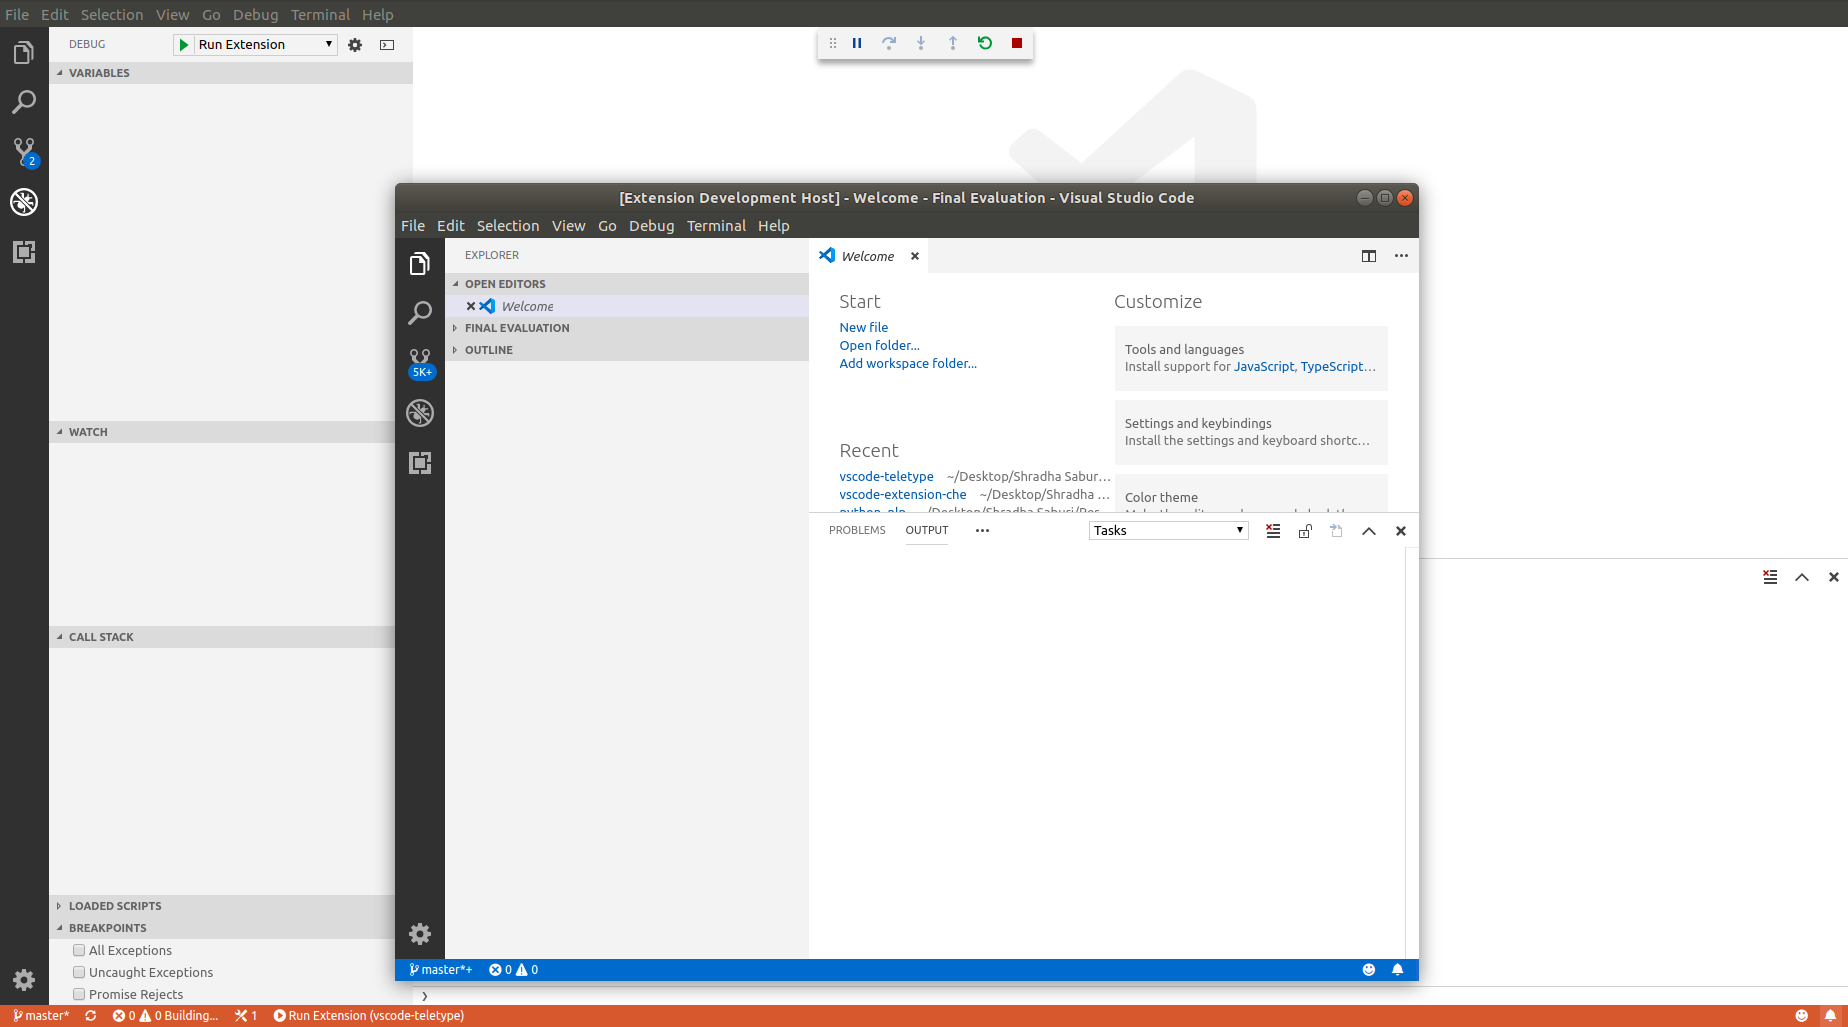 File Edit Selection View Go Debug Terminal Help
DEBUG Run Extension
VARIABLES
2
WATCH
CALL STACK
LOADED SCRIPTS
BREAKPOINTS
All Exceptions
Uncaught Exceptions
Promise Rejects
[Extension Development Host] - Welcome - Final Evaluation - Visual Studio Code
File Edit Selection View Go Debug Terminal Help
EXPLORER
OPEN EDITORS
Welcome
FINAL EVALUATION
OUTLINE
5K+
Welcome
Start
New file
Open folder...
Add workspace folder...
Recent
vscode-teletype ~/Desktop/Shradha Sabur...
vscode-extension-che ~/Desktop/Shradha ...
Customize
Tools and languages
Install support for JavaScript, TypeScript...
Settings and keybindings
Install the settings and keyboard shortc...
Color theme
PROBLEMS OUTPUT ... Tasks
master*+ 0 0
master* 0 0 Building... 1 Run Extension (vscode-teletype)